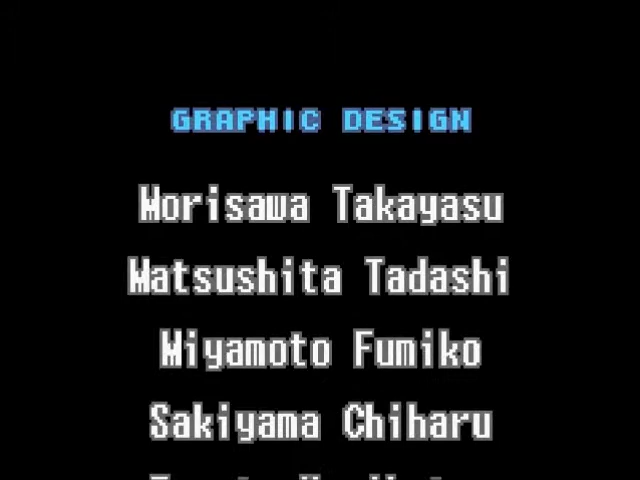 GRAPHIC DESIGN
Morisawa Takayasu
Matsushita Tadashi
Miyamoto Fumiko
Sakiyama Chiharu